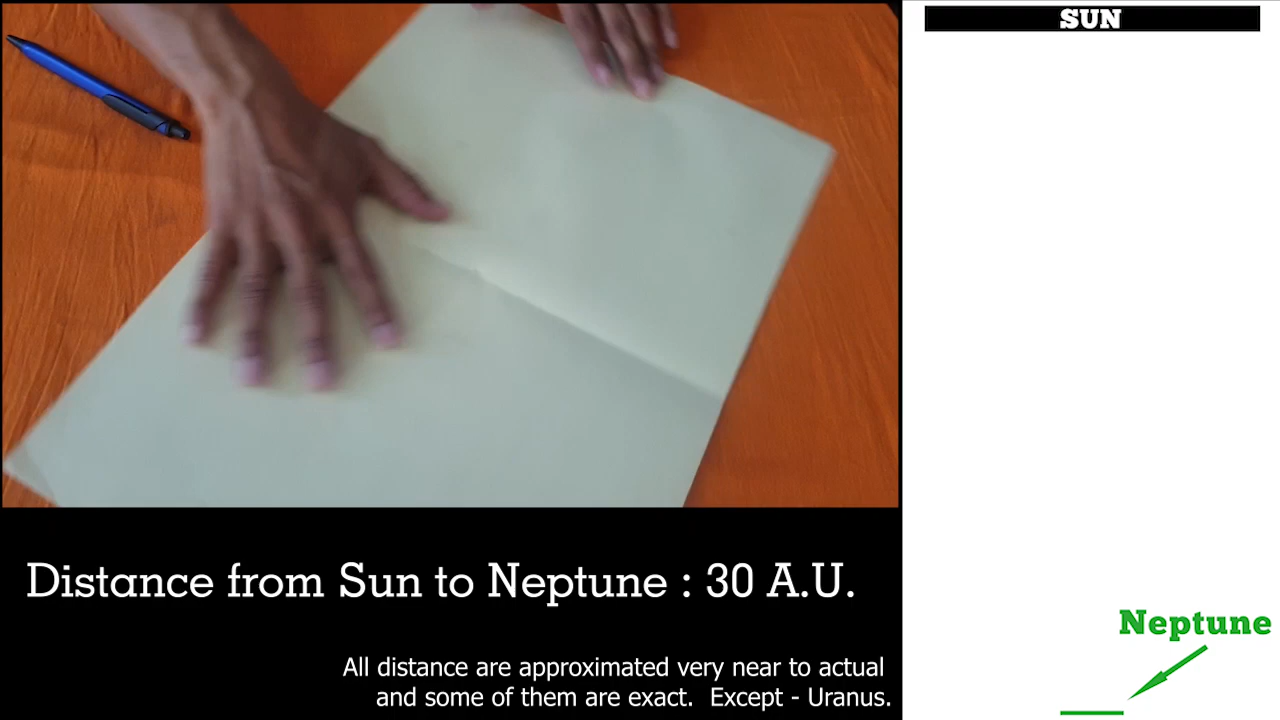 SUN
Distance from Sun to Neptune : 30 A.U.
Neptune
All distance are approximated very near to actual
and some of them are exact.  Except - Uranus.